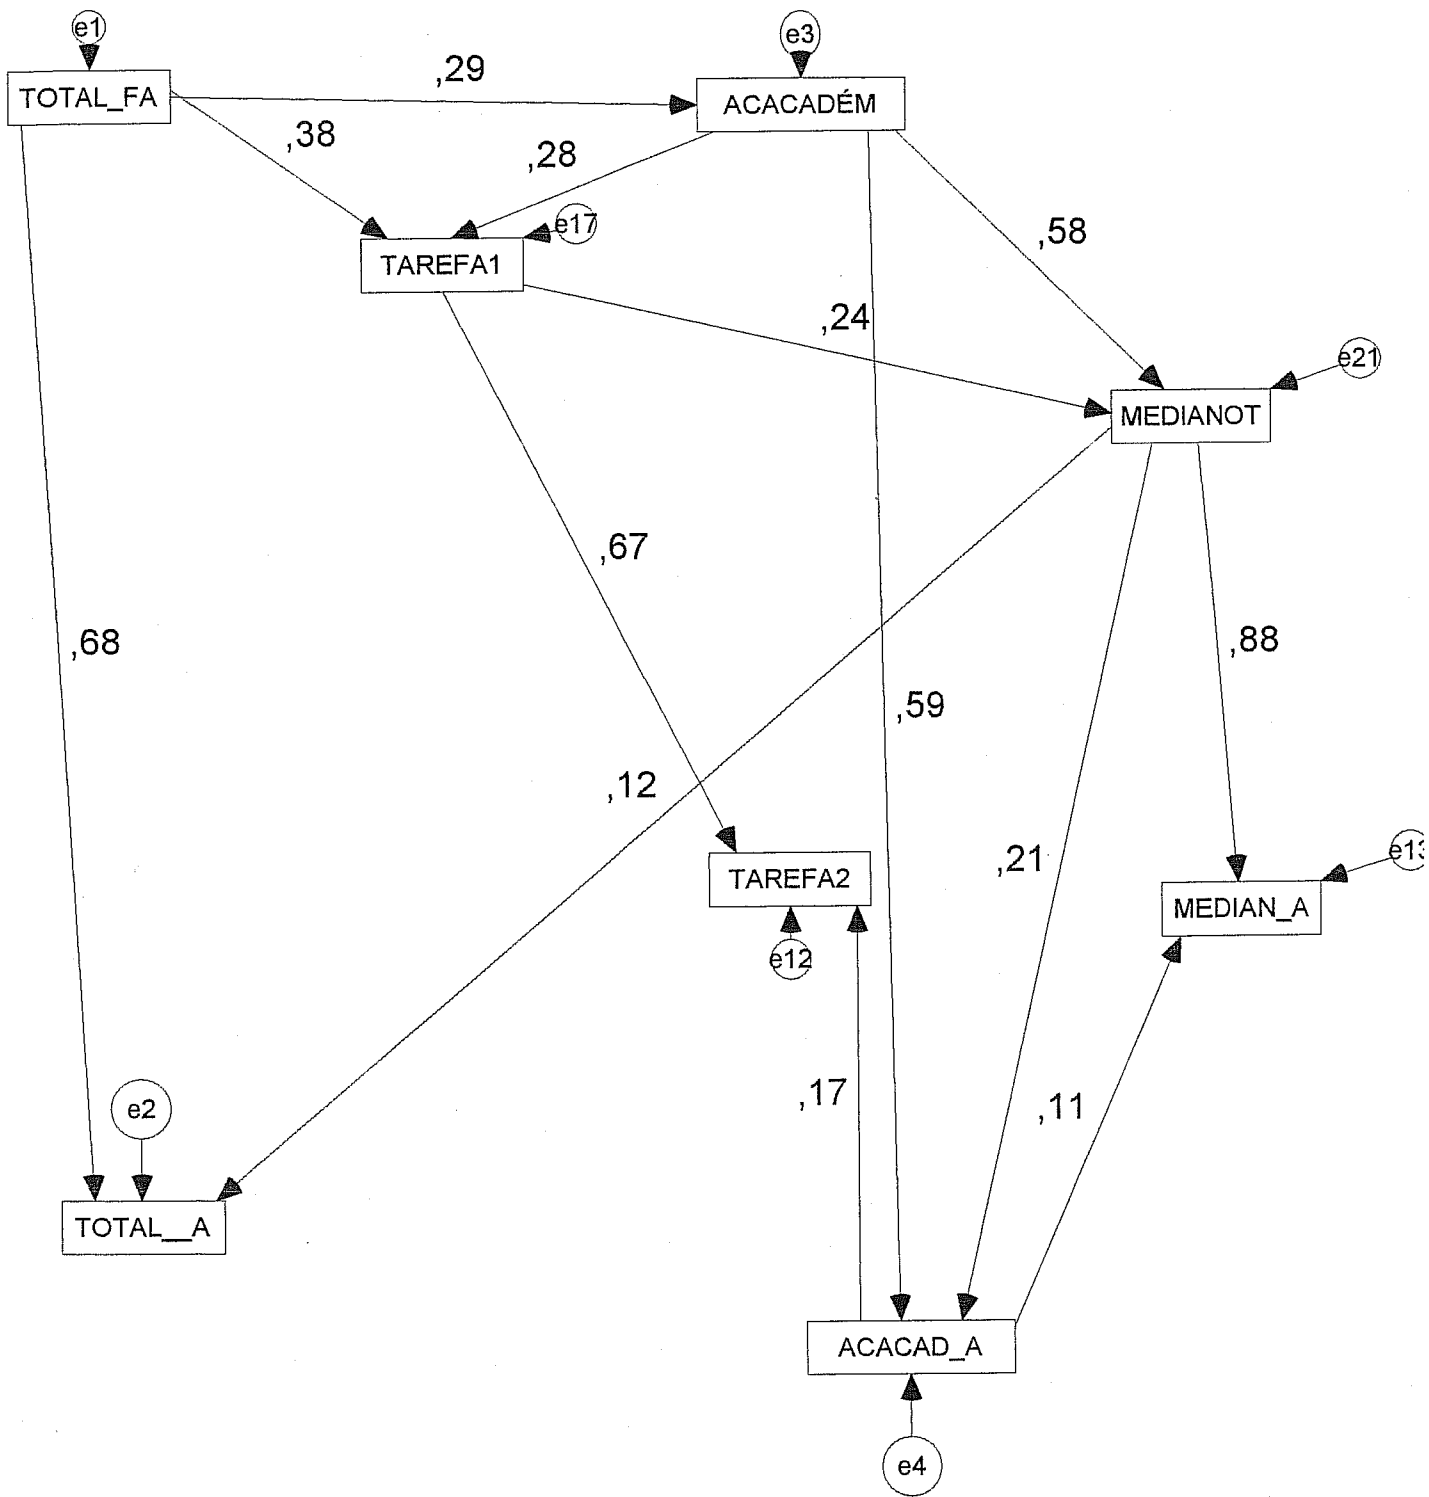 e1
e3
TOTAL_FA
,29
ACACADÉM
,38
,28
e17
TAREFA1
,58
,24
e21
MEDIANOT
,67
,68
,88
,59
,12
,21
e13
TAREFA2
MEDIAN_A
e12
,17
,11
e2
TOTAL__A
ACACAD_A
e4